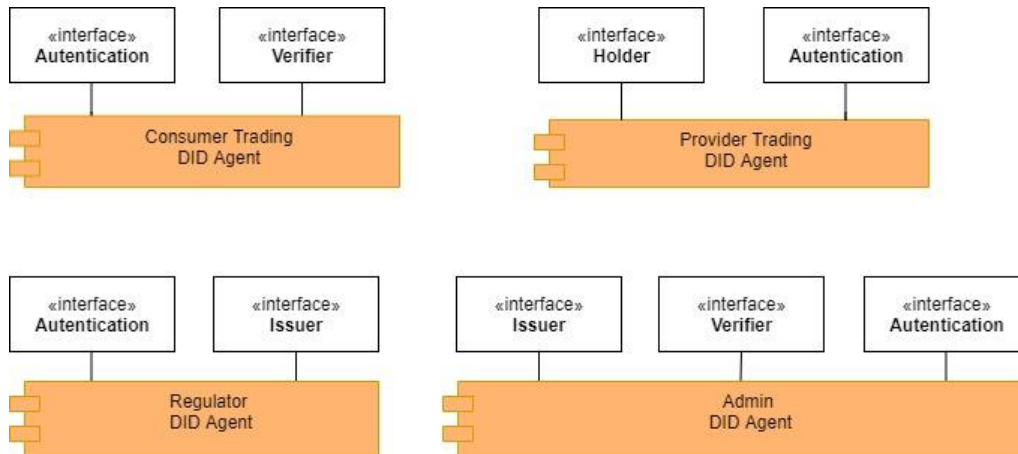 «interface»
Autentication
«interface»
Verifier
«interface»
Holder
«interface»
Autentication
Consumer Trading
DID Agent
Provider Trading
DID Agent
«interface»
Autentication
«interface»
Issuer
«interface»
Issuer
«interface»
Verifier
«interface»
Autentication
Regulator
DID Agent
Admin
DID Agent